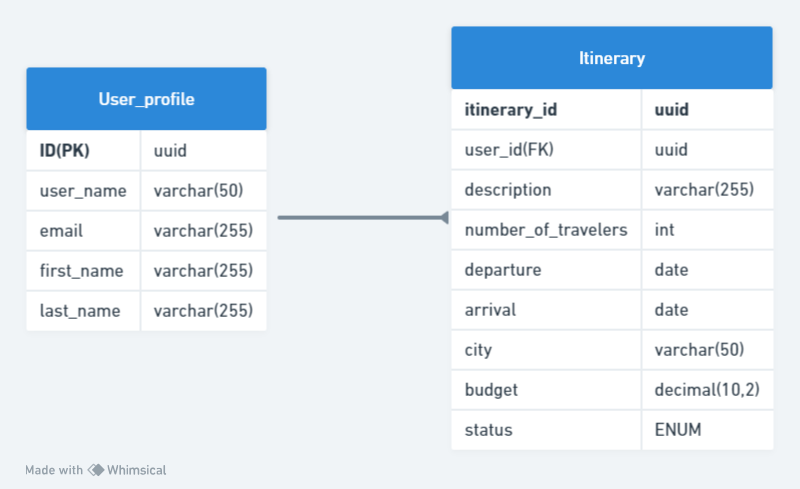 User_profile
ID(PK) uuid
user_name varchar(50)
email varchar(255)
first_name varchar(255)
last_name varchar(255)
Itinerary
itinerary_id uuid
user_id(FK) uuid
description varchar(255)
number_of_travelers int
departure date
arrival date
city varchar(50)
budget decimal(10,2)
status ENUM
Made with Whimsical